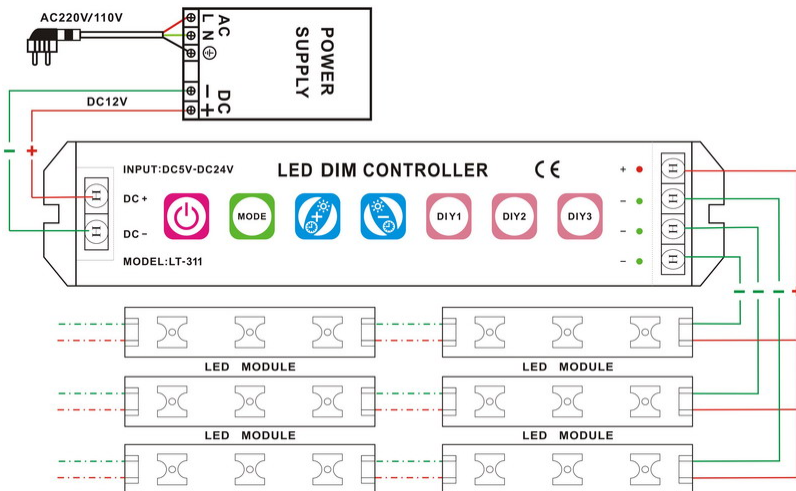 AC220V/110V
AC
L
N
POWER
SUPPLY
DC
−
+
DC12V
−
+
INPUT:DC5V-DC24V
LED DIM CONTROLLER
CE
DC +
DC −
MODE
+
−
DIY1
DIY2
DIY3
MODEL:LT-311
+
−
−
−
− − − +
LED MODULE
LED MODULE
LED MODULE
LED MODULE